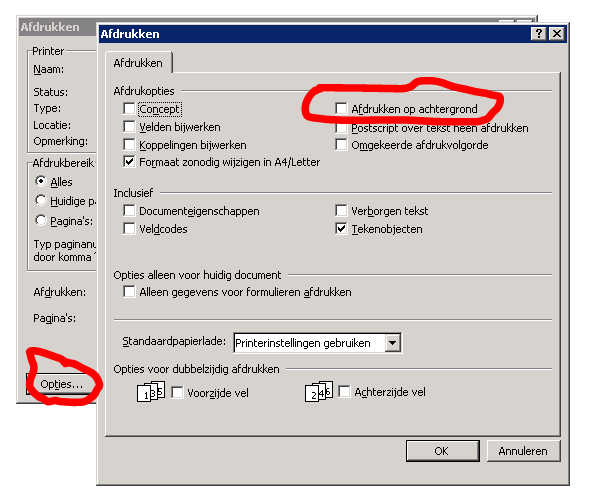 Afdrukken
Printer
Naam:
Status:
Type:
Locatie:
Opmerking:
Afdrukbereik
Alles
Huidige
Pagina's:
Typ
door komma
Afdrukken:
Pagina's:
Opties...
Afdrukken
Afdrukken
Afdrukopties
Concept
Afdrukken op achtergrond
Velden bijwerken
Postscript over tekst heen afdrukken
Koppelingen bijwerken
Omgekeerde afdrukvolgorde
Formaat zonodig wijzigen in A4/Letter
Inclusief
Documenteigenschappen
Verborgen tekst
Veldcodes
Tekenobjecten
Opties alleen voor huidig document
Alleen gegevens voor formulieren afdrukken
Standaardpapierlade:
Printerinstellingen gebruiken
Opties voor dubbelzijdig afdrukken
1 3 5
Voorzijde vel
2 4 6
Achterzijde vel
OK
Annuleren